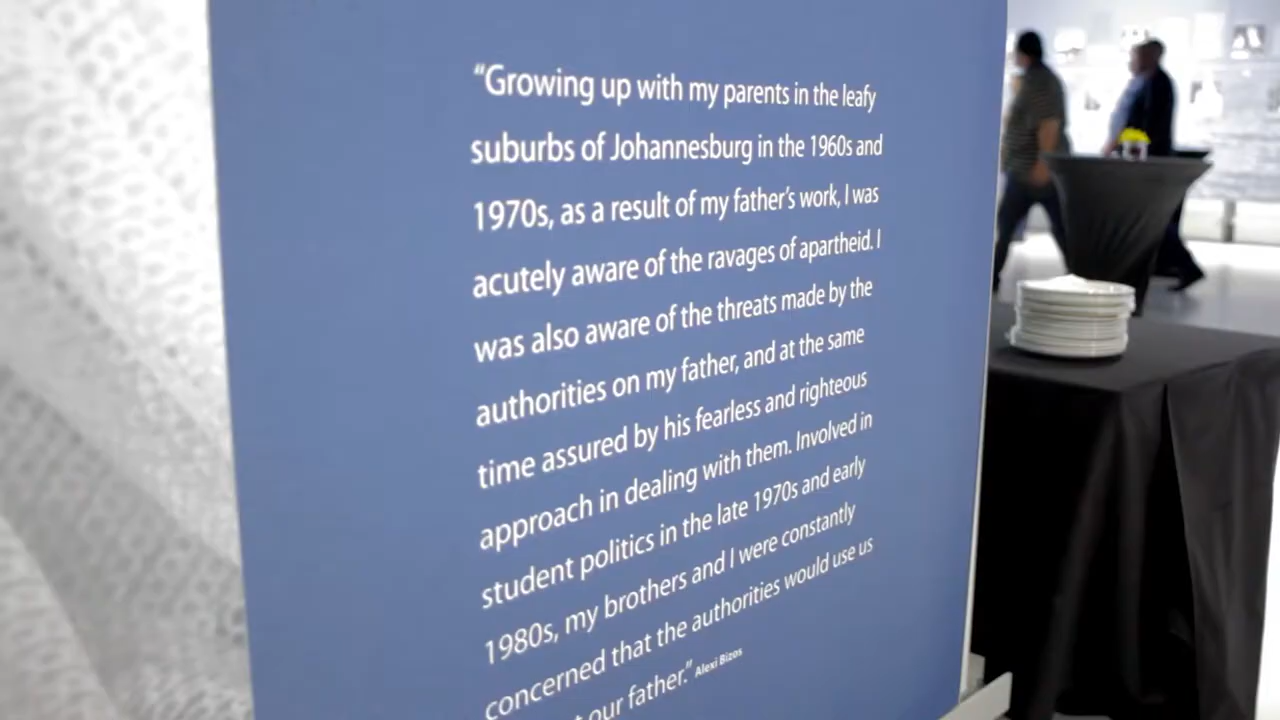 “Growing up with my parents in the leafy
suburbs of Johannesburg in the 1960s and
1970s, as a result of my father’s work, I was
acutely aware of the ravages of apartheid. I
was also aware of the threats made by the
authorities on my father, and at the same
time assured by his fearless and righteous
approach in dealing with them. Involved in
student politics in the late 1970s and early
1980s, my brothers and I were constantly
concerned that the authorities would use us
our father.” Alexi Bizos